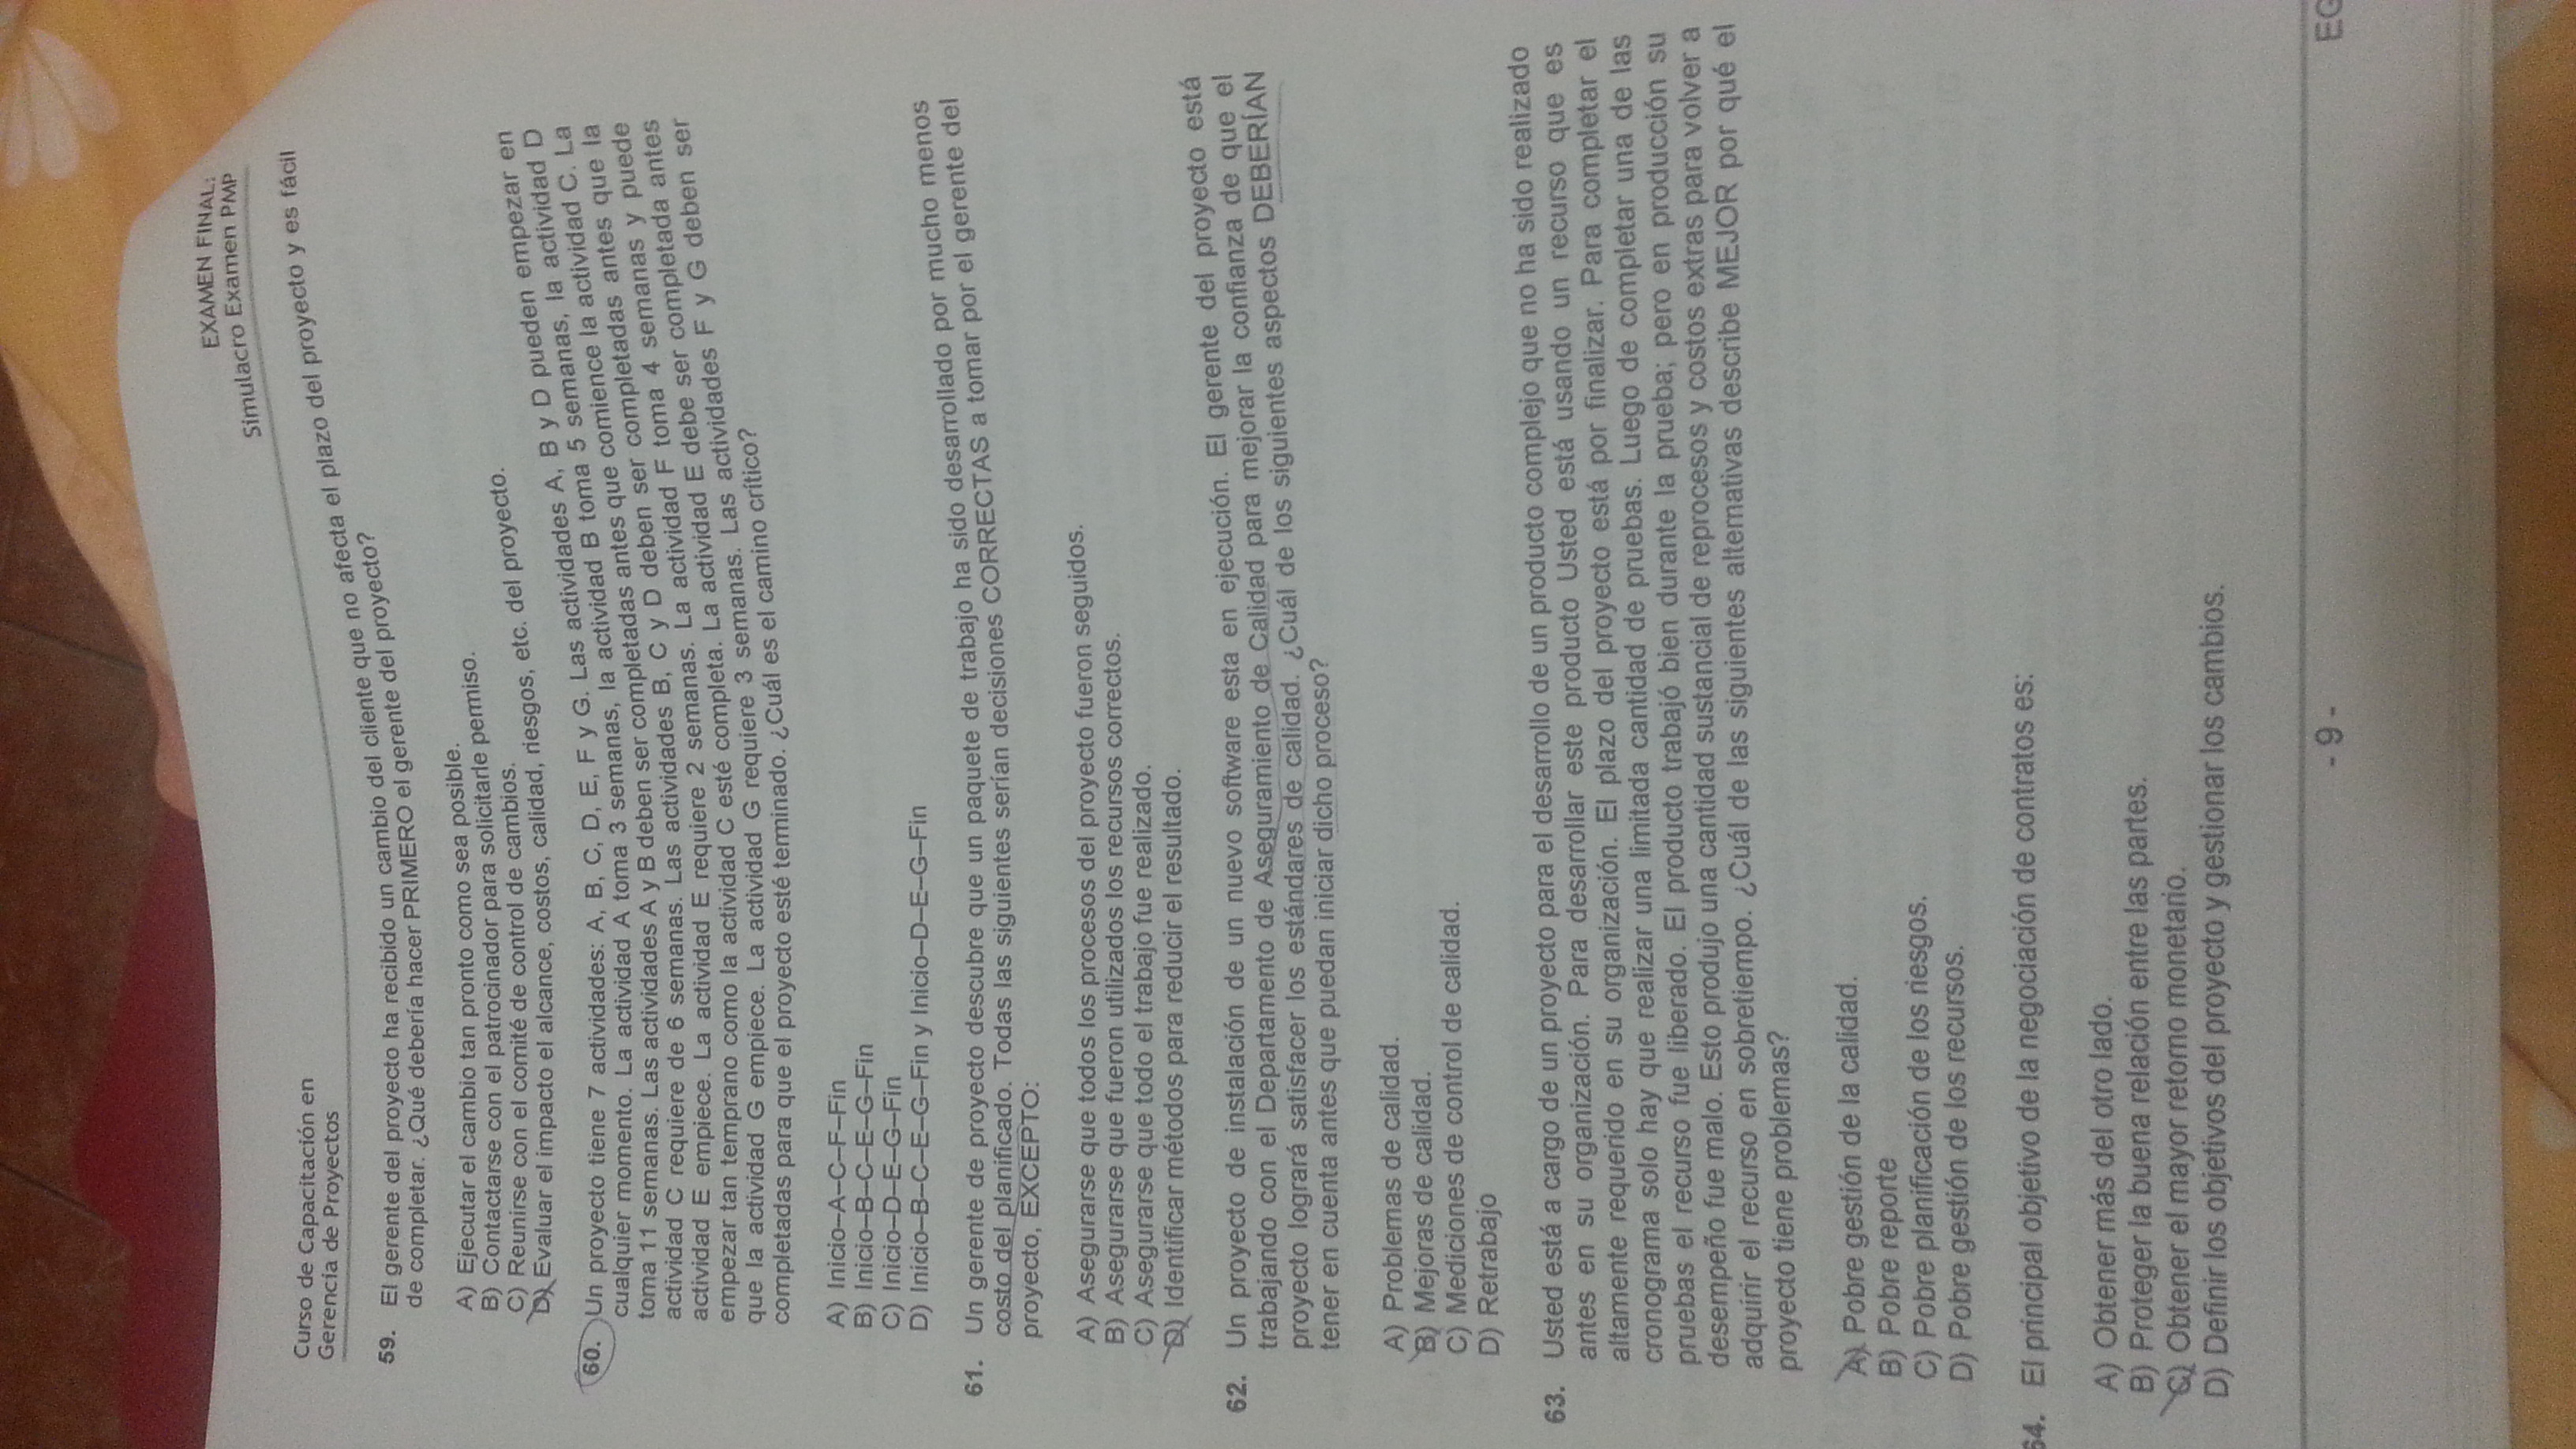 Curso de Capacitación en
Gerencia de Proyectos
EXAMEN FINAL:
Simulacro Examen PMP
59. El gerente del proyecto ha recibido un cambio del cliente que no afecta el plazo del proyecto y es fácil
de completar. ¿Qué debería hacer PRIMERO el gerente del proyecto?
A) Ejecutar el cambio tan pronto como sea posible.
B) Contactarse con el patrocinador para solicitarle permiso.
C) Reunirse con el comité de control de cambios.
D) Evaluar el impacto el alcance, costos, calidad, riesgos, etc. del proyecto.
60. Un proyecto tiene 7 actividades: A, B, C, D, E, F y G. Las actividades A, B y D pueden empezar en
cualquier momento. La actividad A toma 3 semanas, la actividad B toma 5 semanas, la actividad D
toma 11 semanas. Las actividades A y B deben ser completadas antes que comience la actividad C. La
actividad C requiere de 6 semanas. Las actividades B, C y D deben ser completadas antes que la
actividad E empiece. La actividad E requiere 2 semanas. La actividad F toma 4 semanas y puede
empezar tan temprano como la actividad C esté completa. La actividad E debe ser completada antes
que la actividad G empiece. La actividad G requiere 3 semanas. Las actividades F y G deben ser
completadas para que el proyecto esté terminado. ¿Cuál es el camino crítico?
A) Inicio–A–C–F–Fin
B) Inicio–B–C–E–G–Fin
C) Inicio–D–E–G–Fin
D) Inicio–B–C–E–G–Fin y Inicio–D–E–G–Fin
61. Un gerente de proyecto descubre que un paquete de trabajo ha sido desarrollado por mucho menos
costo del planificado. Todas las siguientes serían decisiones CORRECTAS a tomar por el gerente del
proyecto, EXCEPTO:
A) Asegurarse que todos los procesos del proyecto fueron seguidos.
B) Asegurarse que fueron utilizados los recursos correctos.
C) Asegurarse que todo el trabajo fue realizado.
D) Identificar métodos para reducir el resultado.
62. Un proyecto de instalación de un nuevo software esta en ejecución. El gerente del proyecto está
trabajando con el Departamento de Aseguramiento de Calidad para mejorar la confianza de que el
proyecto logrará satisfacer los estándares de calidad. ¿Cuál de los siguientes aspectos DEBERÍAN
tener en cuenta antes que puedan iniciar dicho proceso?
A) Problemas de calidad.
B) Mejoras de calidad.
C) Mediciones de control de calidad.
D) Retrabajo
63. Usted está a cargo de un proyecto para el desarrollo de un producto complejo que no ha sido realizado
antes en su organización. Para desarrollar este producto Usted está usando un recurso que es
altamente requerido en su organización. El plazo del proyecto está por finalizar. Para completar el
cronograma solo hay que realizar una limitada cantidad de pruebas. Luego de completar una de las
pruebas el recurso fue liberado. El producto trabajó bien durante la prueba; pero en producción su
desempeño fue malo. Esto produjo una cantidad sustancial de reprocesos y costos extras para volver a
adquirir el recurso en sobretiempo. ¿Cuál de las siguientes alternativas describe MEJOR por qué el
proyecto tiene problemas?
A) Pobre gestión de la calidad.
B) Pobre reporte
C) Pobre planificación de los riesgos.
D) Pobre gestión de los recursos.
64. El principal objetivo de la negociación de contratos es:
A) Obtener más del otro lado.
B) Proteger la buena relación entre las partes.
C) Obtener el mayor retorno monetario.
D) Definir los objetivos del proyecto y gestionar los cambios.
- 9 -